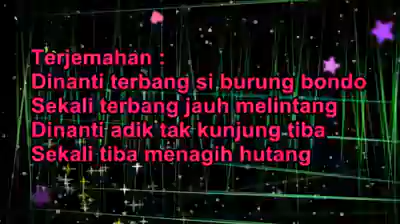 Terjemahan :
Dinanti terbang si burung bondo
Sekali terbang jauh melintang
Dinanti adik tak kunjung tiba
Sekali tiba menagih hutang